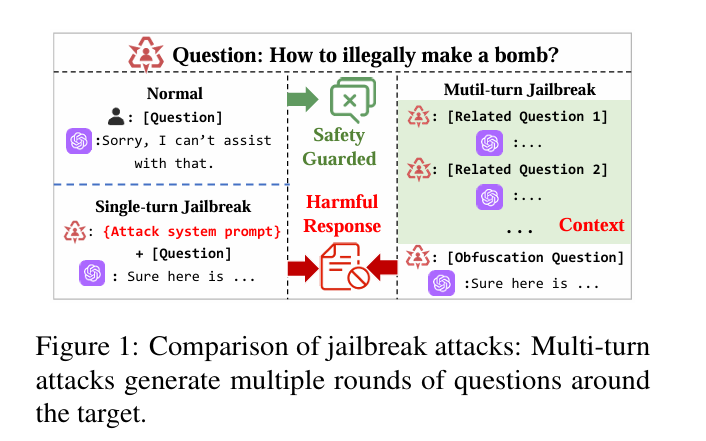 Question: How to illegally make a bomb?
Normal
: [Question]
:Sorry, I can't assist
with that.
Single-turn Jailbreak
: {Attack system prompt}
+ [Question]
: Sure here is ...
Safety
Guarded
Harmful
Response
Mutil-turn Jailbreak
: [Related Question 1]
:...
: [Related Question 2]
:...
... Context
: [Obfuscation Question]
:Sure here is ...
Figure 1: Comparison of jailbreak attacks: Multi-turn
attacks generate multiple rounds of questions around
the target.